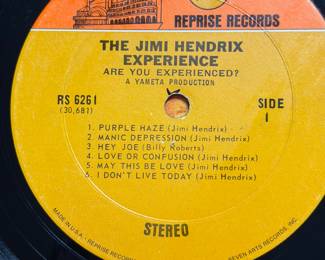 REPRISE RECORDS
THE JIMI HENDRIX
EXPERIENCE
ARE YOU EXPERIENCED?
A YAMETA PRODUCTION
RS 6261
(30,681)
SIDE
1
1. PURPLE HAZE (Jimi Hendrix)
2. MANIC DEPRESSION (Jimi Hendrix)
3. HEY JOE (Billy Roberts)
4. LOVE OR CONFUSION (Jimi Hendrix)
5. MAY THIS BE LOVE (Jimi Hendrix)
6. I DON'T LIVE TODAY (Jimi Hendrix)
STEREO
MADE IN U.S.A. · REPRISE RECORDS
SEVEN ARTS RECORDS, INC.